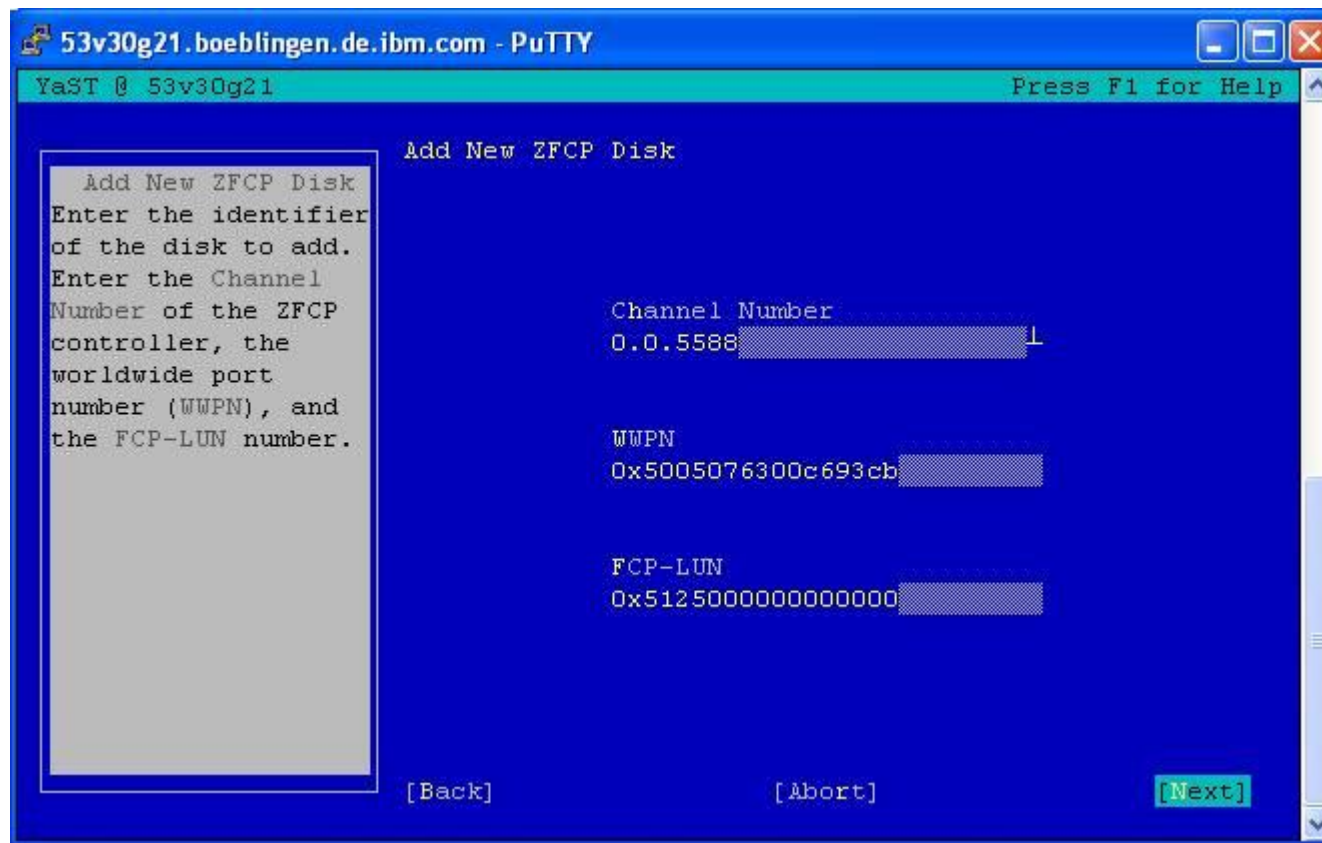 53v30g21.boeblingen.de.ibm.com - PuTTY
YaST @ 53v30g21 Press F1 for Help
Add New ZFCP Disk
Enter the identifier
of the disk to add.
Enter the Channel
Number of the ZFCP
controller, the
worldwide port
number (WWPN), and
the FCP-LUN number.
Add New ZFCP Disk
Channel Number
0.0.5588
WWPN
0x5005076300c693cb
FCP-LUN
0x5125000000000000
[Back] [Abort] [Next]